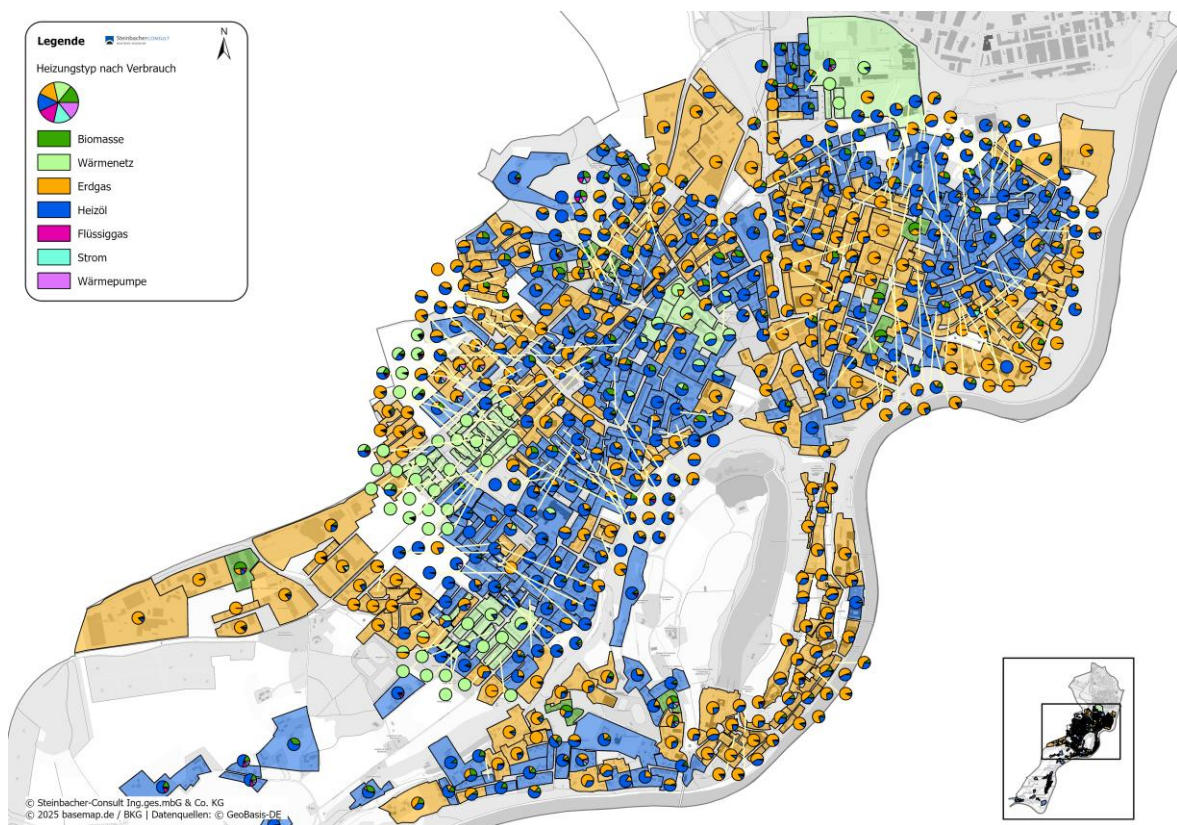 Legende
SteinbacherCONSULT
N
Heizungstyp nach Verbrauch
Biomasse
Wärmenetz
Erdgas
Heizöl
Flüssiggas
Strom
Wärmepumpe
© Steinbacher-Consult Ing.ges.mbG & Co. KG
© 2025 basemap.de / BKG | Datenquellen: © GeoBasis-DE